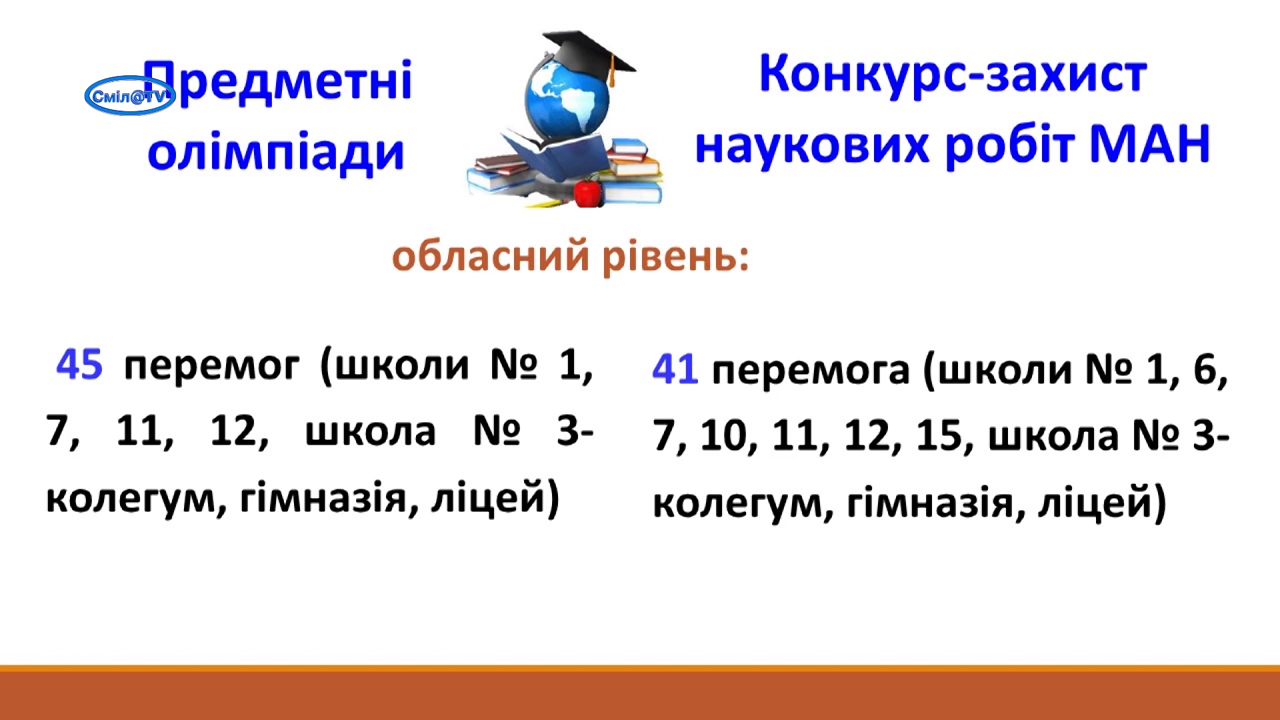 Предметні
олімпіади
Сміл@TV
Конкурс-захист
наукових робіт МАН
обласний рівень:
45 перемог (школи № 1,
7, 11, 12, школа № 3-
колегум, гімназія, ліцей)
41 перемога (школи № 1, 6,
7, 10, 11, 12, 15, школа № 3-
колегум, гімназія, ліцей)